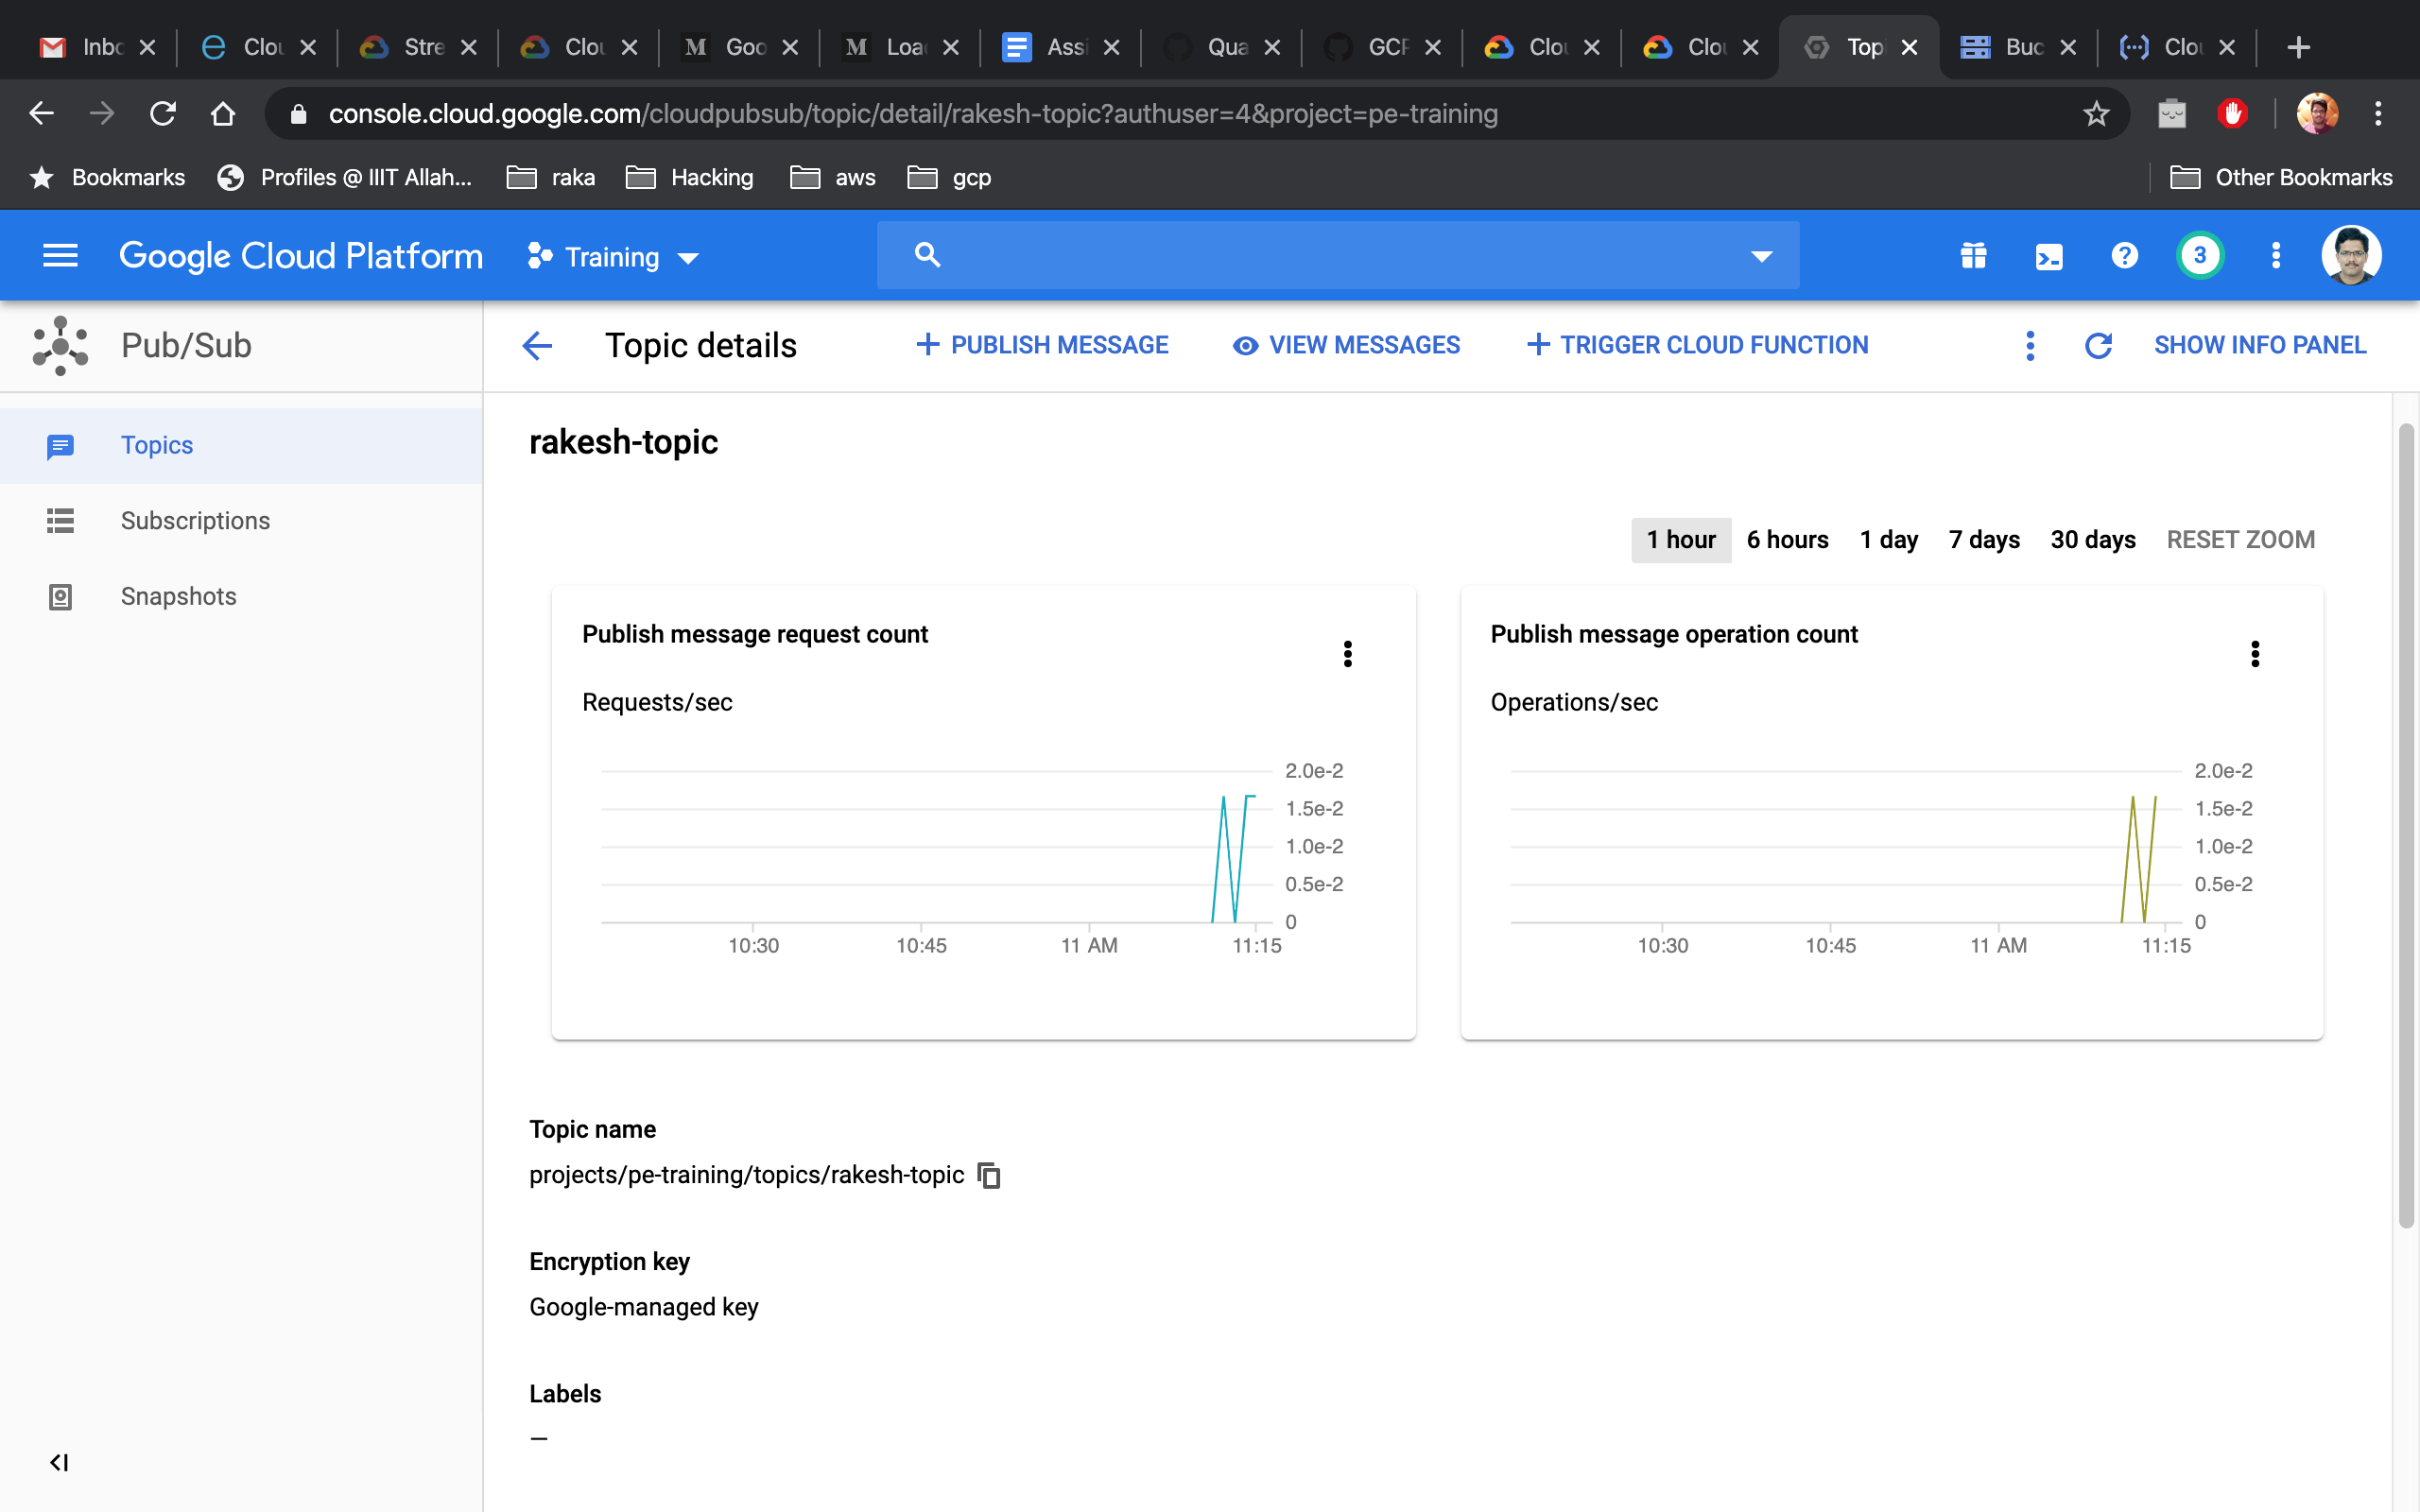 Inbo Clou Stre Clou Goo Loa Assi Qua GCP Clou Clou Topi Buc Clou
console.cloud.google.com/cloudpubsub/topic/detail/rakesh-topic?authuser=4&project=pe-training
Bookmarks Profiles @ IIIT Allah... raka Hacking aws gcp Other Bookmarks
Google Cloud Platform Training 3
Pub/Sub Topic details PUBLISH MESSAGE VIEW MESSAGES TRIGGER CLOUD FUNCTION SHOW INFO PANEL
Topics
Subscriptions
Snapshots
rakesh-topic
1 hour 6 hours 1 day 7 days 30 days RESET ZOOM
Publish message request count
Requests/sec
2.0e-2
1.5e-2
1.0e-2
0.5e-2
0
10:30 10:45 11 AM 11:15
Publish message operation count
Operations/sec
2.0e-2
1.5e-2
1.0e-2
0.5e-2
0
10:30 10:45 11 AM 11:15
Topic name
projects/pe-training/topics/rakesh-topic
Encryption key
Google-managed key
Labels
—